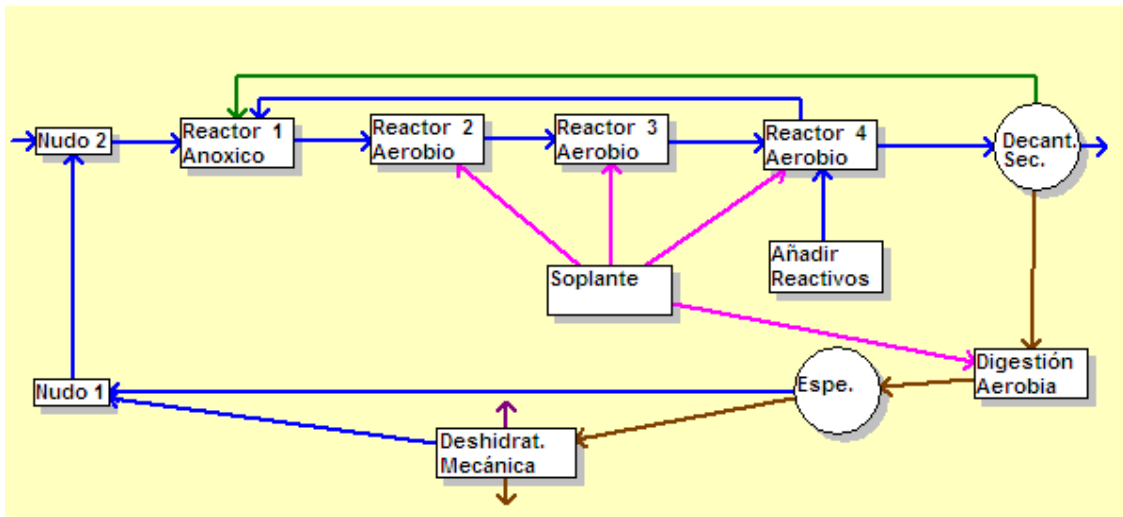 Nudo 2
Reactor 1
Anoxico
Reactor 2
Aerobio
Reactor 3
Aerobio
Reactor 4
Aerobio
Decant.
Sec.
Añadir
Reactivos
Soplante
Digestión
Aerobia
Espe.
Nudo 1
Deshidrat.
Mecánica